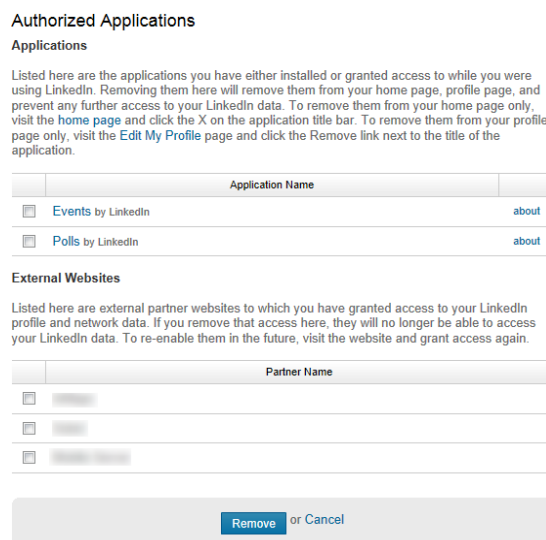 Authorized Applications
Applications
Listed here are the applications you have either installed or granted access to while you were
using LinkedIn. Removing them here will remove them from your home page, profile page, and
prevent any further access to your LinkedIn data. To remove them from your home page only,
visit the home page and click the X on the application title bar. To remove them from your profile
page only, visit the Edit My Profile page and click the Remove link next to the title of the
application.
Application Name
Events by LinkedIn about
Polls by LinkedIn about
External Websites
Listed here are external partner websites to which you have granted access to your LinkedIn
profile and network data. If you remove that access here, they will no longer be able to access
your LinkedIn data. To re-enable them in the future, visit the website and grant access again.
Partner Name
Remove or Cancel